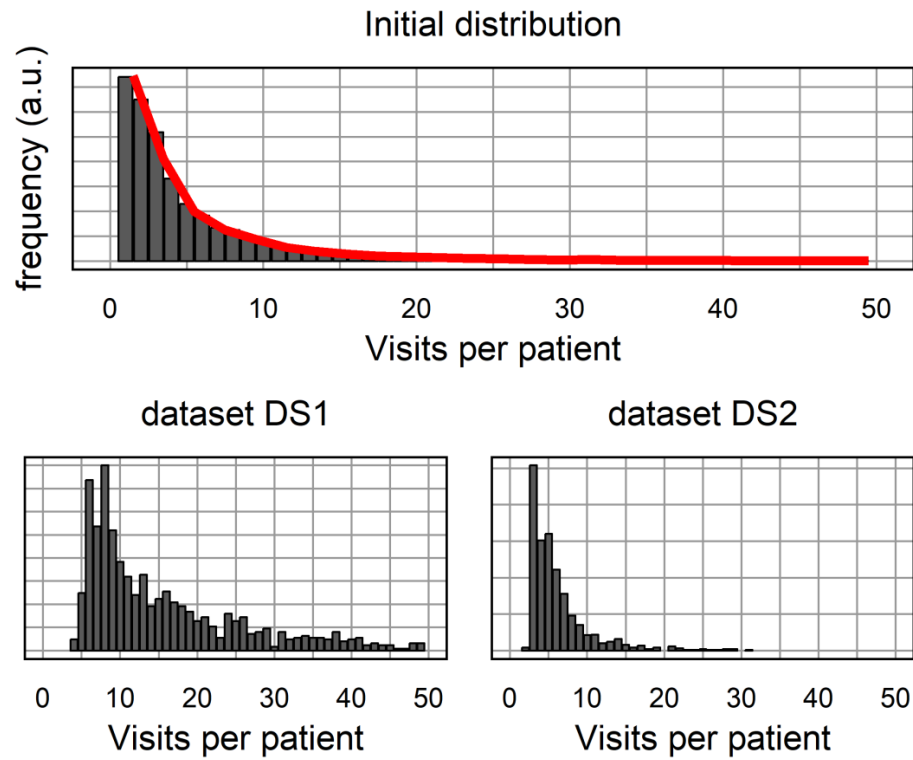 Initial distribution
frequency (a.u.)
0 10 20 30 40 50
Visits per patient
dataset DS1
0 10 20 30 40 50
Visits per patient
dataset DS2
0 10 20 30 40 50
Visits per patient